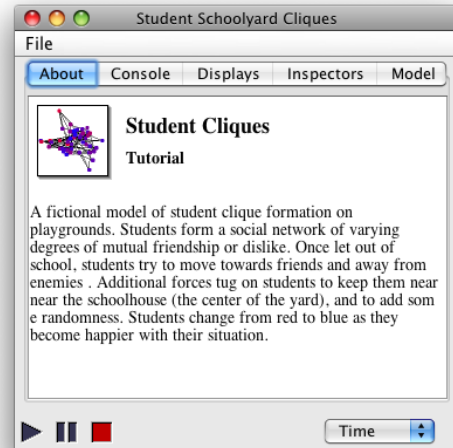 Student Schoolyard Cliques
File
About Console Displays Inspectors Model
Student Cliques
Tutorial
A fictional model of student clique formation on
playgrounds. Students form a social network of varying
degrees of mutual friendship or dislike. Once let out of
school, students try to move towards friends and away from
enemies . Additional forces tug on students to keep them near
near the schoolhouse (the center of the yard), and to add som
e randomness. Students change from red to blue as they
become happier with their situation.
Time